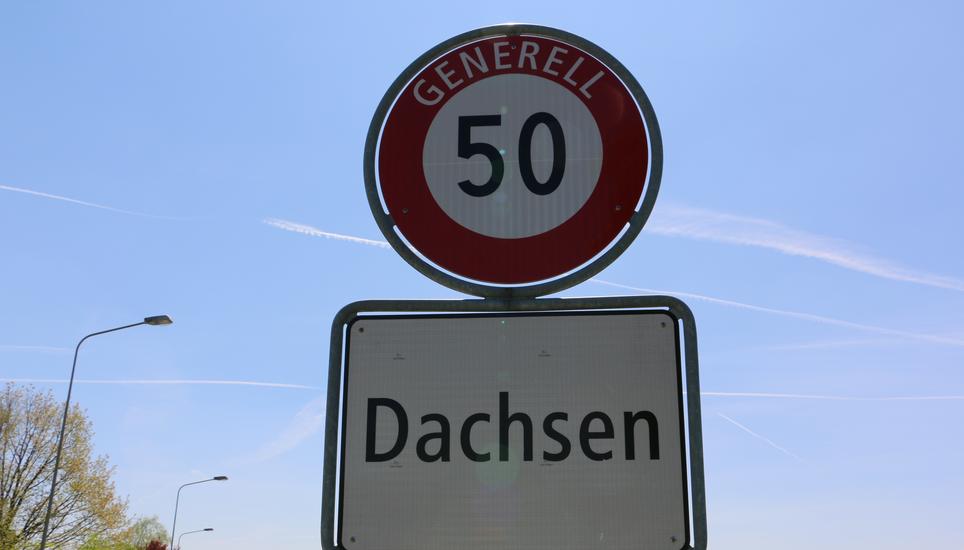 GENERELL
50
Dachsen